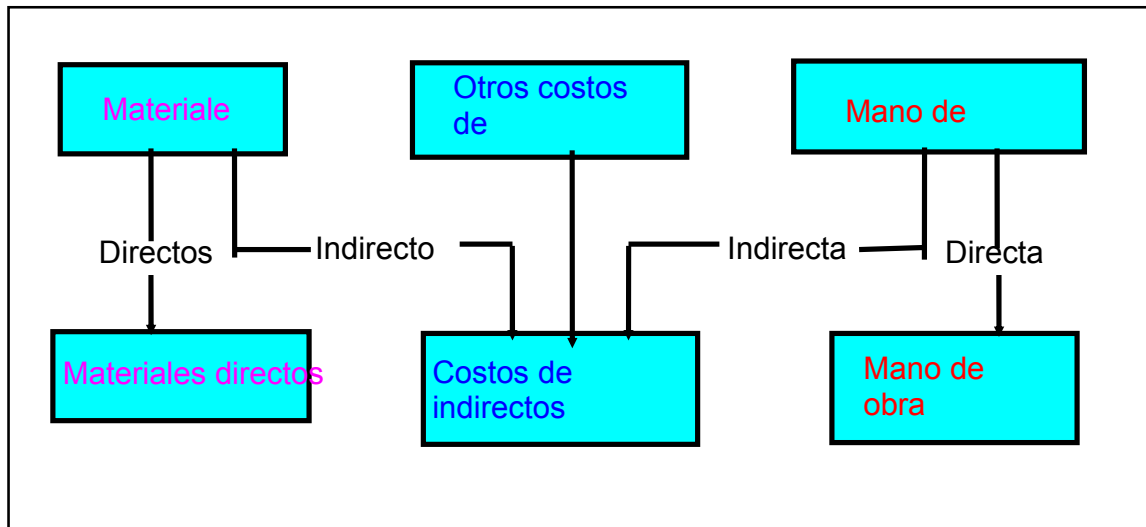 Materiale
Otros costos
de
Mano de
Directos
Indirecto
Indirecta
Directa
Materiales directos
Costos de
indirectos
Mano de
obra